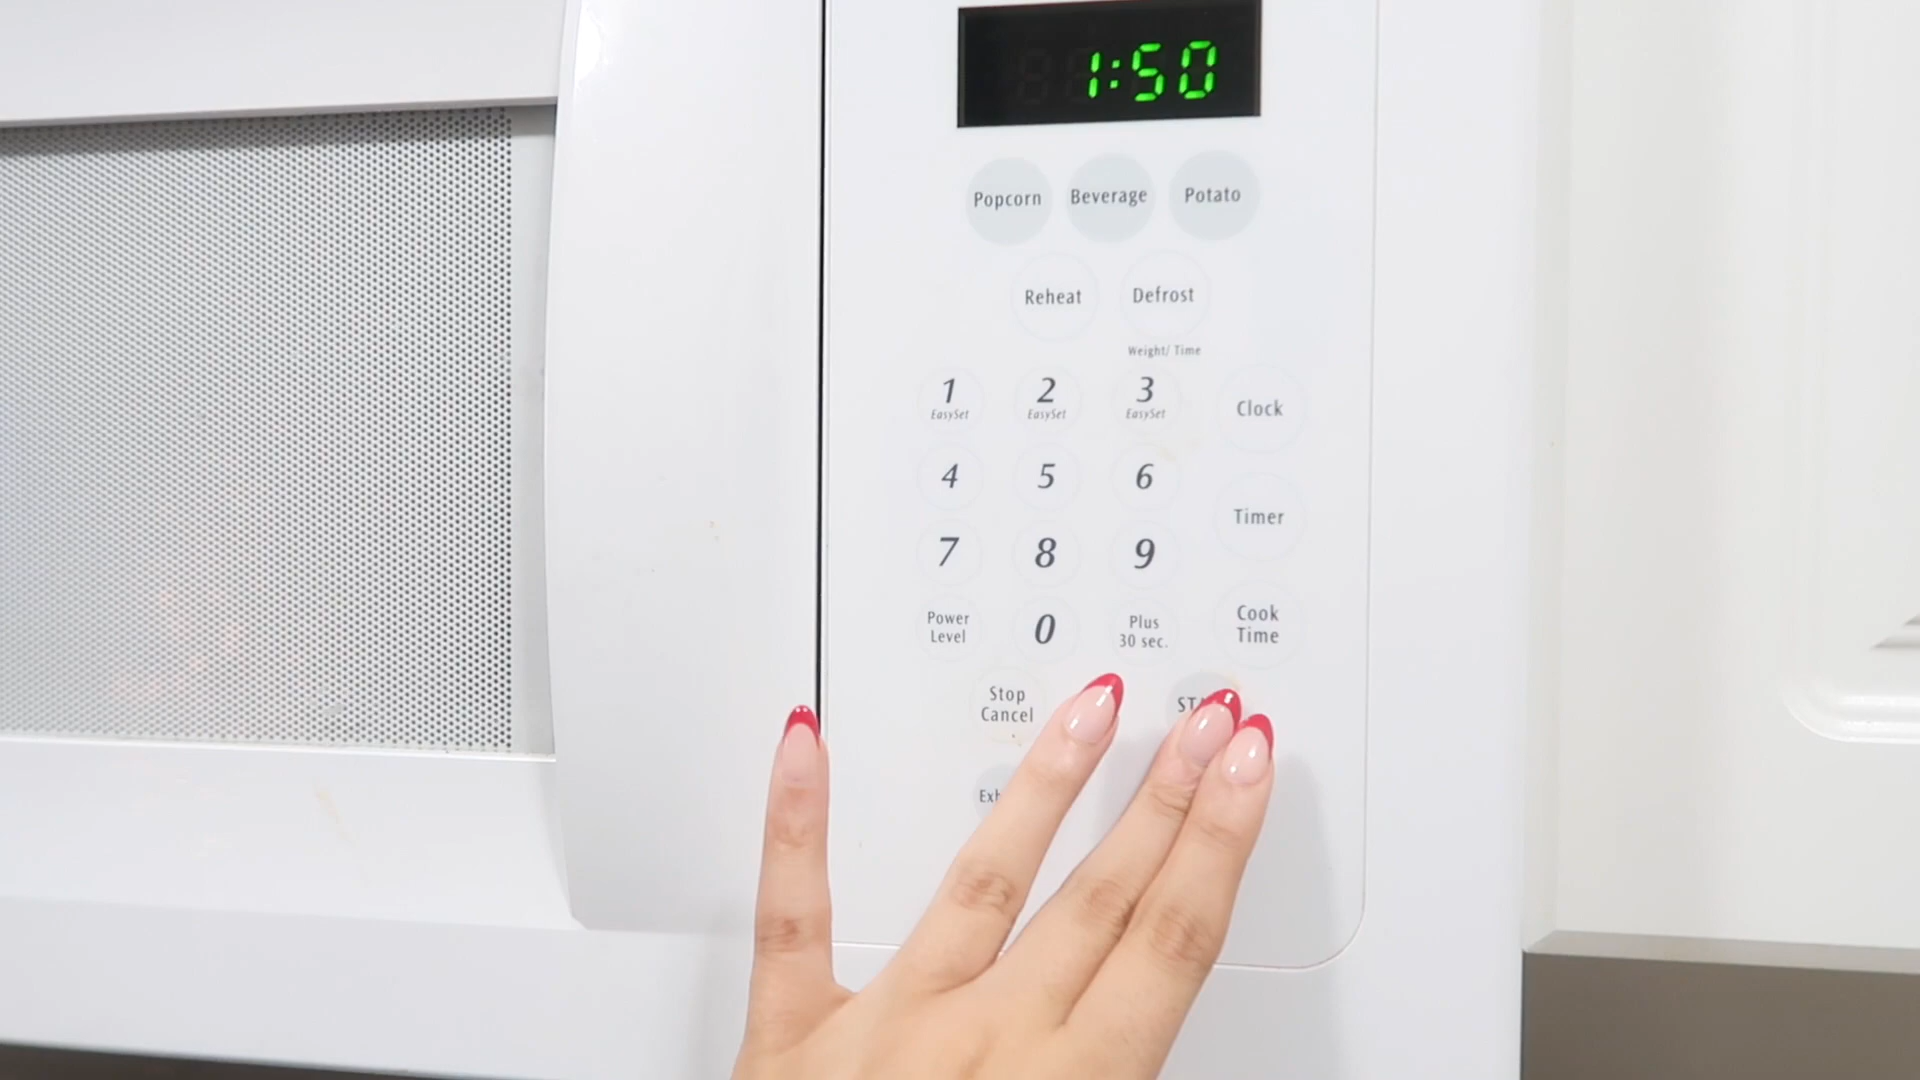 1:50
Popcorn Beverage Potato
Reheat Defrost
Weight/ Time
1 2 3
EasySet EasySet EasySet
Clock
4 5 6
Timer
7 8 9
Power
Level
0
Plus
30 sec.
Cook
Time
Stop
Cancel